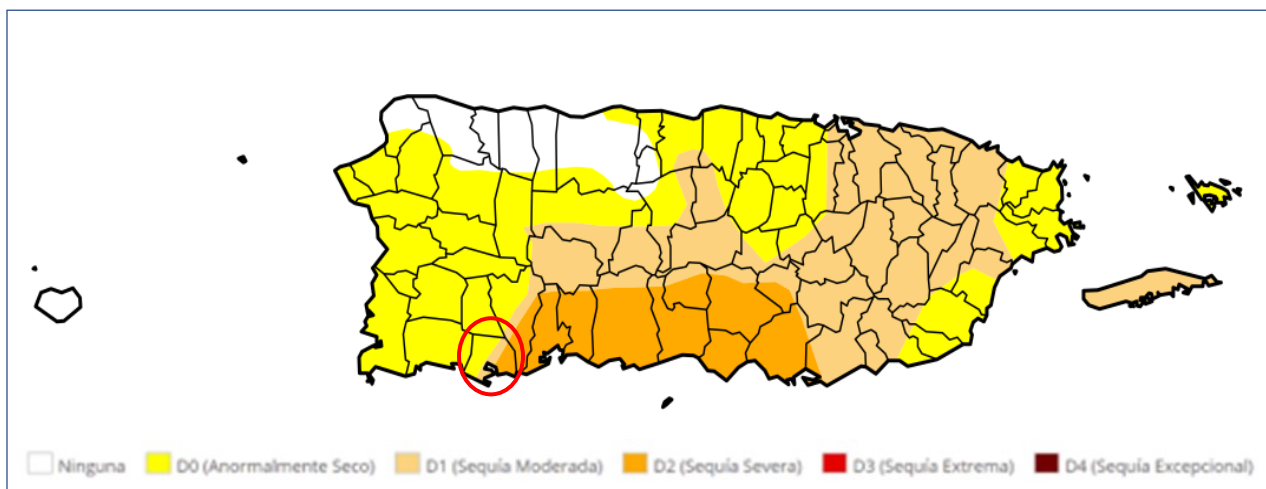 Ninguna D0 (Anormalmente Seco) D1 (Sequía Moderada) D2 (Sequía Severa) D3 (Sequía Extrema) D4 (Sequía Excepcional)